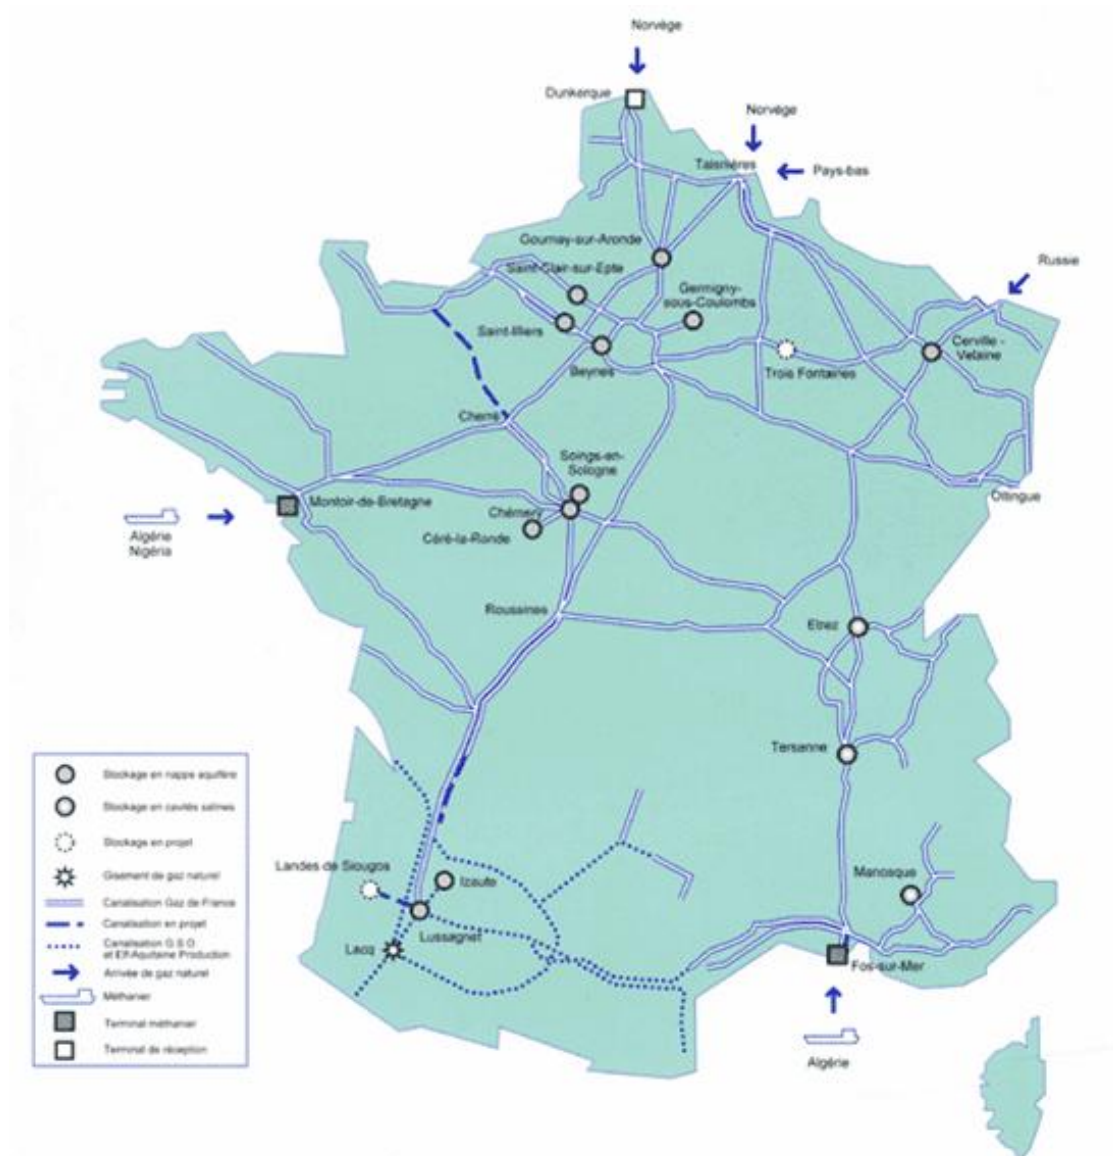 Norvège
Dunkerque
Norvège
Taisnières
Pays-bas
Gournay-sur-Aronde
Saint-Clair-sur-Epte
Russie
Germigny-
sous-Coulombs
Saint-Illiers
Beynes
Trois Fontaines
Cerville -
Velaine
Cherré
Soings-en-
Sologne
Montoir-de-Bretagne
Chémery
Oltingue
Céré-la-Ronde
Algérie
Nigéria
Roussines
Etrez
Tersanne
Stockage en nappe aquifère
Stockage en cavités salines
Stockage en projet
Gisement de gaz naturel
Canalisation Gaz de France
Canalisation en projet
Canalisation G.S.O.
et Elf-Aquitaine Production
Arrivée de gaz naturel
Méthanier
Terminal méthanier
Terminal de réception
Landes de Siougos
Izaute
Manosque
Lussagnet
Lacq
Fos-sur-Mer
Algérie